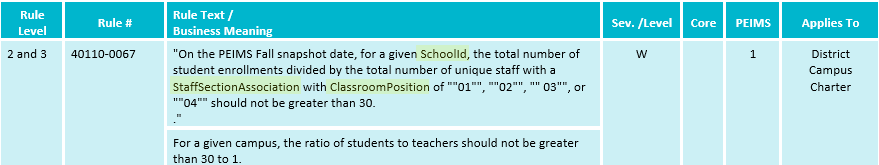 Rule Level
Rule #
Rule Text /
Business Meaning
Sev. /Level
Core
PEIMS
Applies To
2 and 3
40110-0067
"On the PEIMS Fall snapshot date, for a given SchoolId, the total number of
student enrollments divided by the total number of unique staff with a
StaffSectionAssociation with ClassroomPosition of ""01"", ""02"", "" 03"", or
""04"" should not be greater than 30.
."
W
1
District
Campus
Charter
For a given campus, the ratio of students to teachers should not be greater
than 30 to 1.